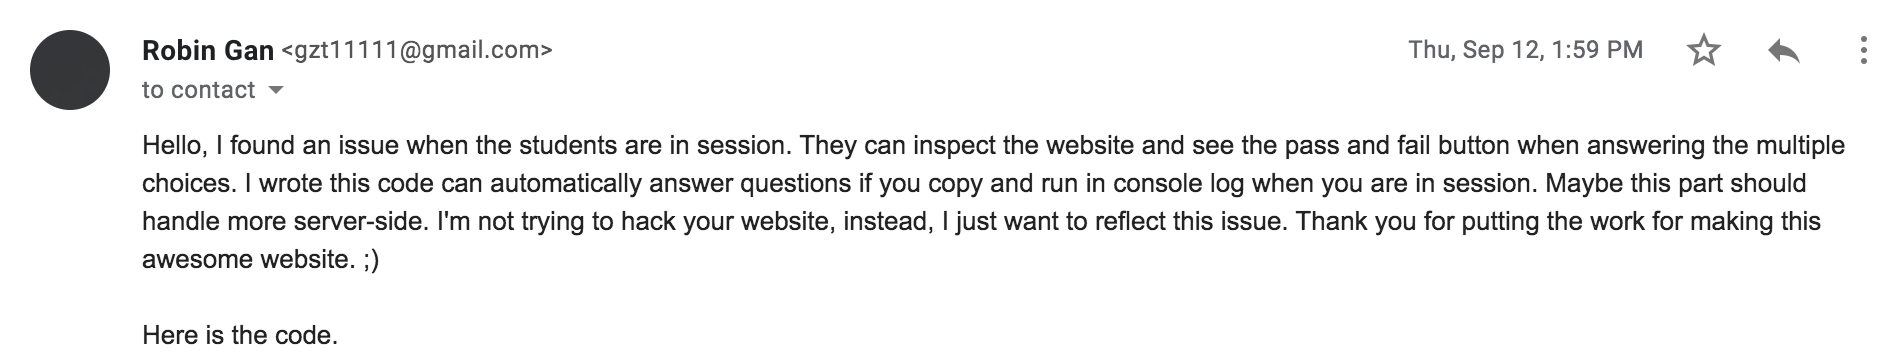 Robin Gan <gzt11111@gmail.com> Thu, Sep 12, 1:59 PM
to contact
Hello, I found an issue when the students are in session. They can inspect the website and see the pass and fail button when answering the multiple
choices. I wrote this code can automatically answer questions if you copy and run in console log when you are in session. Maybe this part should
handle more server-side. I'm not trying to hack your website, instead, I just want to reflect this issue. Thank you for putting the work for making this
awesome website. ;)
Here is the code.